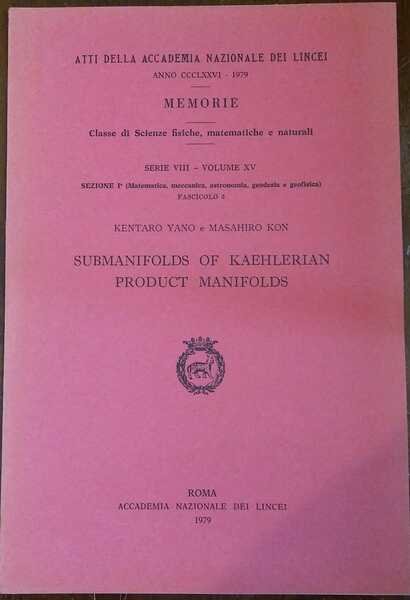 ATTI DELLA ACCADEMIA NAZIONALE DEI LINCEI
ANNO CCCLXXVI - 1979
MEMORIE
Classe di Scienze fisiche, matematiche e naturali
SERIE VIII - VOLUME XV
SEZIONE Iª (Matematica, meccanica, astronomia, geodesia e geofisica)
FASCICOLO
KENTARO YANO e MASAHIRO KON
SUBMANIFOLDS OF KAEHLERIAN
PRODUCT MANIFOLDS
ROMA
ACCADEMIA NAZIONALE DEI LINCEI
1979